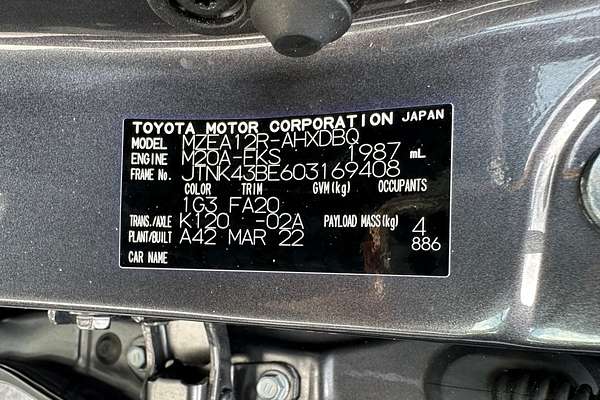 TOYOTA MOTOR CORPORATION JAPAN
MODEL MZEA12R-AHXDBQ
ENGINE M20A-FKS 1987 mL
FRAME No. JTNK43BE603169408
COLOR TRIM GVM(kg) OCCUPANTS
1G3 FA20
TRANS./AXLE K120 -02A PAYLOAD MASS(kg) 4
PLANT/BUILT A42 MAR 22 886
CAR NAME